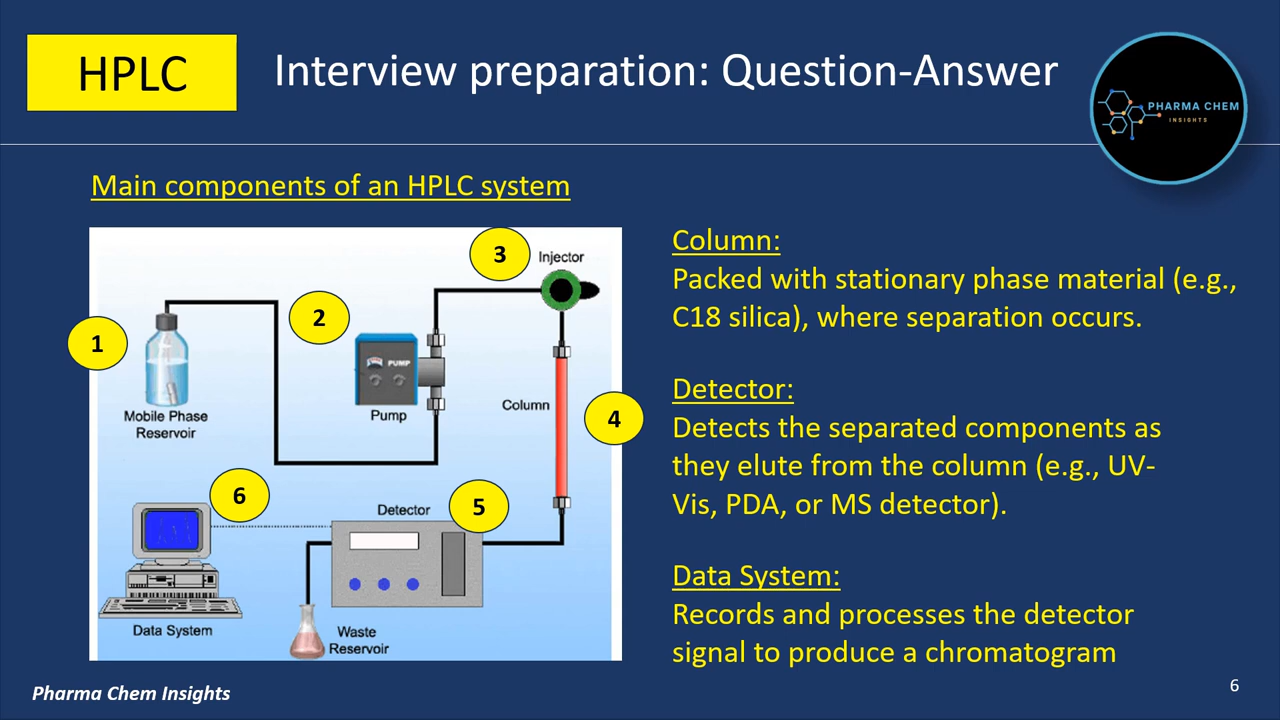 HPLC
Interview preparation: Question-Answer
PHARMA CHEM
INSIGHTS
Main components of an HPLC system
3
Injector
2
1
PUMP
Mobile Phase
Reservoir
Pump
Column
4
6
5
Detector
Data System
Waste
Reservoir
Column:
Packed with stationary phase material (e.g.,
C18 silica), where separation occurs.
Detector:
Detects the separated components as
they elute from the column (e.g., UV-
Vis, PDA, or MS detector).
Data System:
Records and processes the detector
signal to produce a chromatogram
Pharma Chem Insights
6